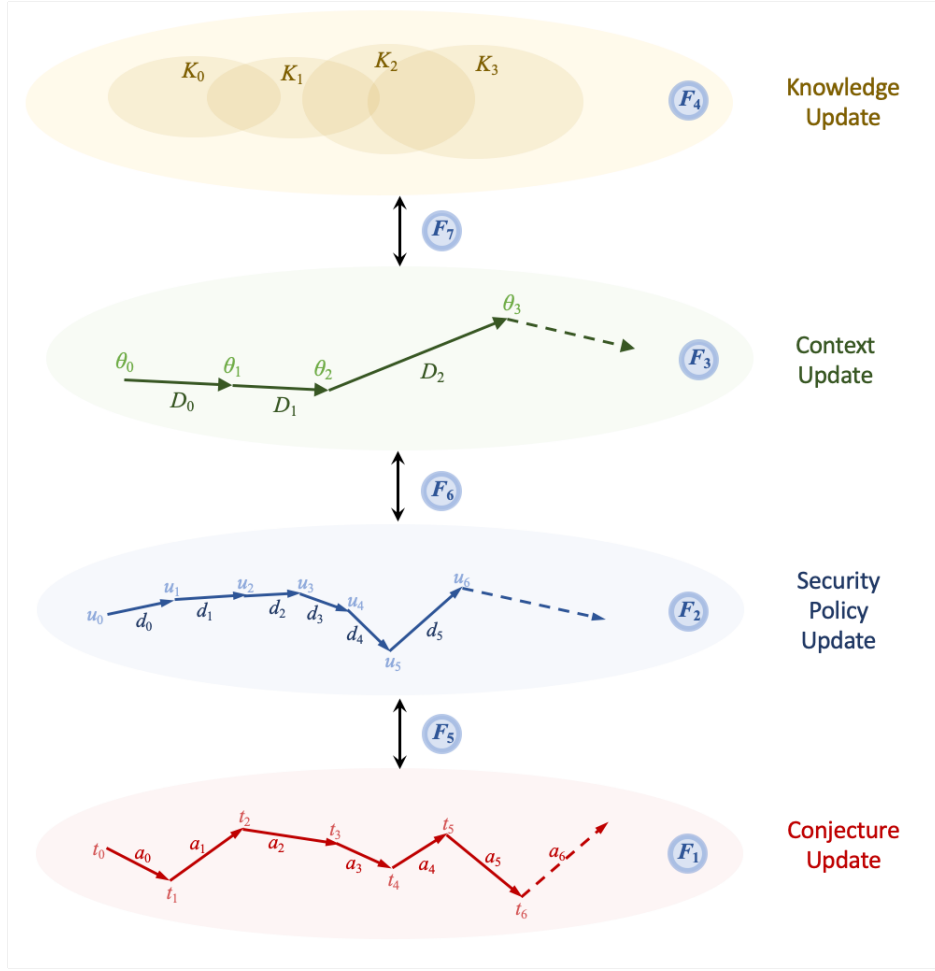 K0 K1 K2 K3
F4
Knowledge
Update
F7
θ0 θ1 θ2 θ3
D0 D1 D2
F3
Context
Update
F6
u0 u1 u2 u3 u4 u5 u6
d0 d1 d2 d3 d4 d5
F2
Security
Policy
Update
F5
t0 t1 t2 t3 t4 t5 t6
a0 a1 a2 a3 a4 a5 a6
F1
Conjecture
Update